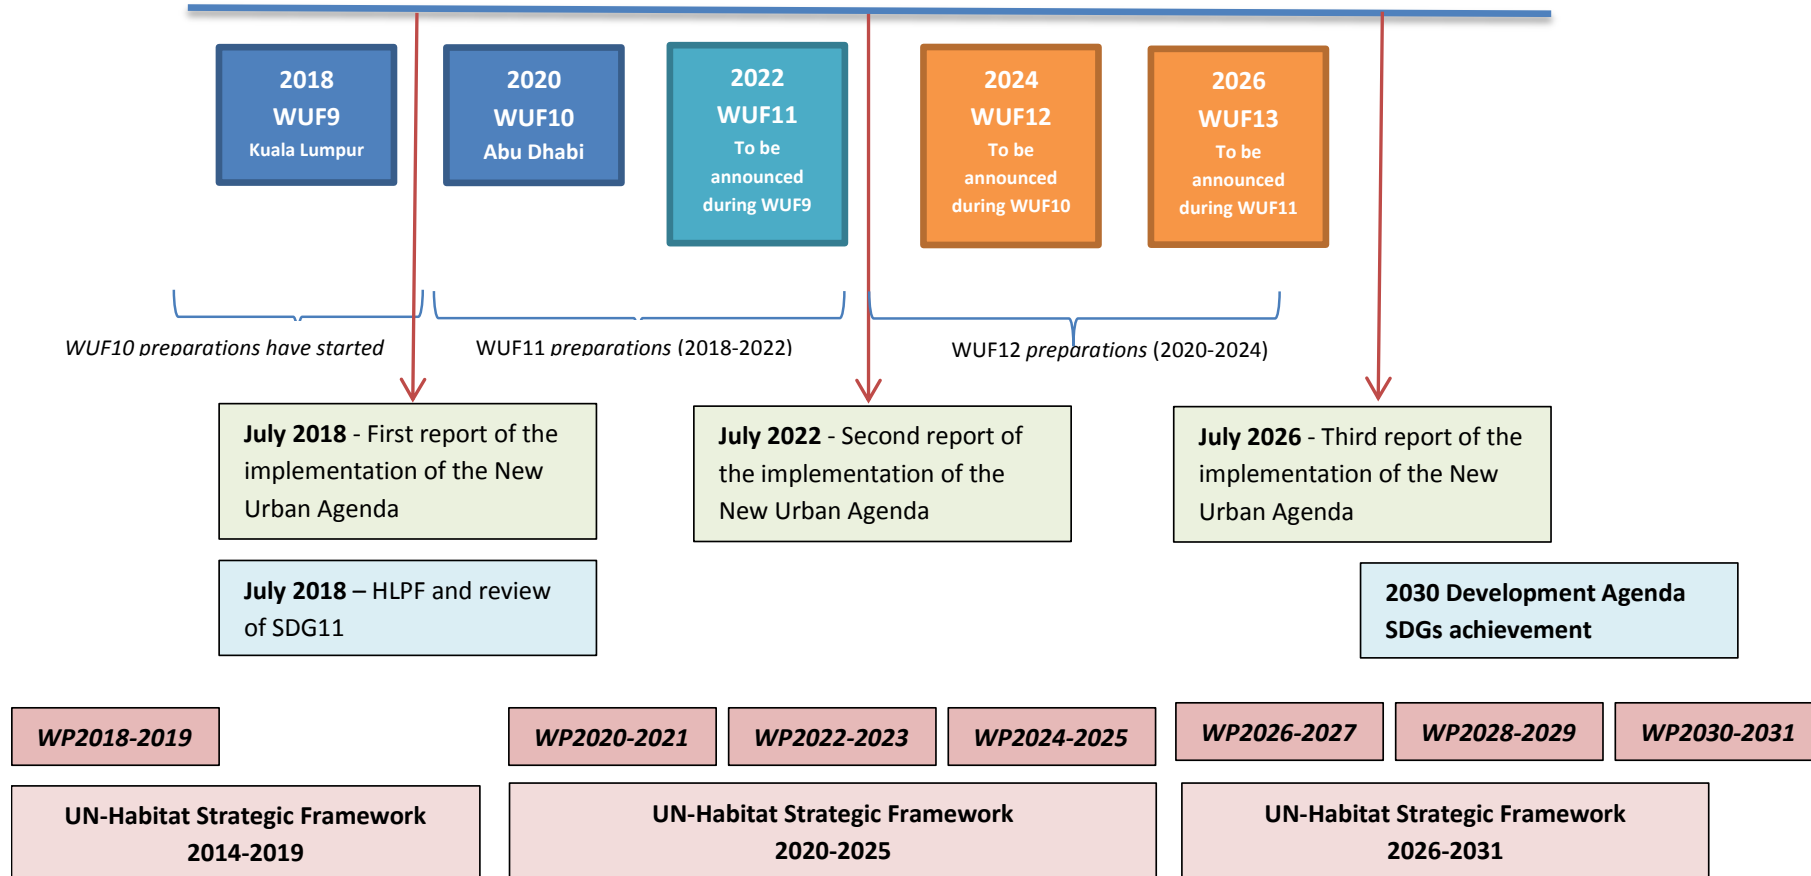 2018
WUF9
Kuala Lumpur
2020
WUF10
Abu Dhabi
2022
WUF11
To be
announced
during WUF9
2024
WUF12
To be
announced
during WUF10
2026
WUF13
To be
announced
during WUF11
WUF10 preparations have started
WUF11 preparations (2018-2022)
WUF12 preparations (2020-2024)
July 2018 - First report of the
implementation of the New
Urban Agenda
July 2022 - Second report of
the implementation of the
New Urban Agenda
July 2026 - Third report of the
implementation of the New
Urban Agenda
July 2018 – HLPF and review
of SDG11
2030 Development Agenda
SDGs achievement
WP2018-2019
WP2020-2021
WP2022-2023
WP2024-2025
WP2026-2027
WP2028-2029
WP2030-2031
UN-Habitat Strategic Framework
2014-2019
UN-Habitat Strategic Framework
2020-2025
UN-Habitat Strategic Framework
2026-2031